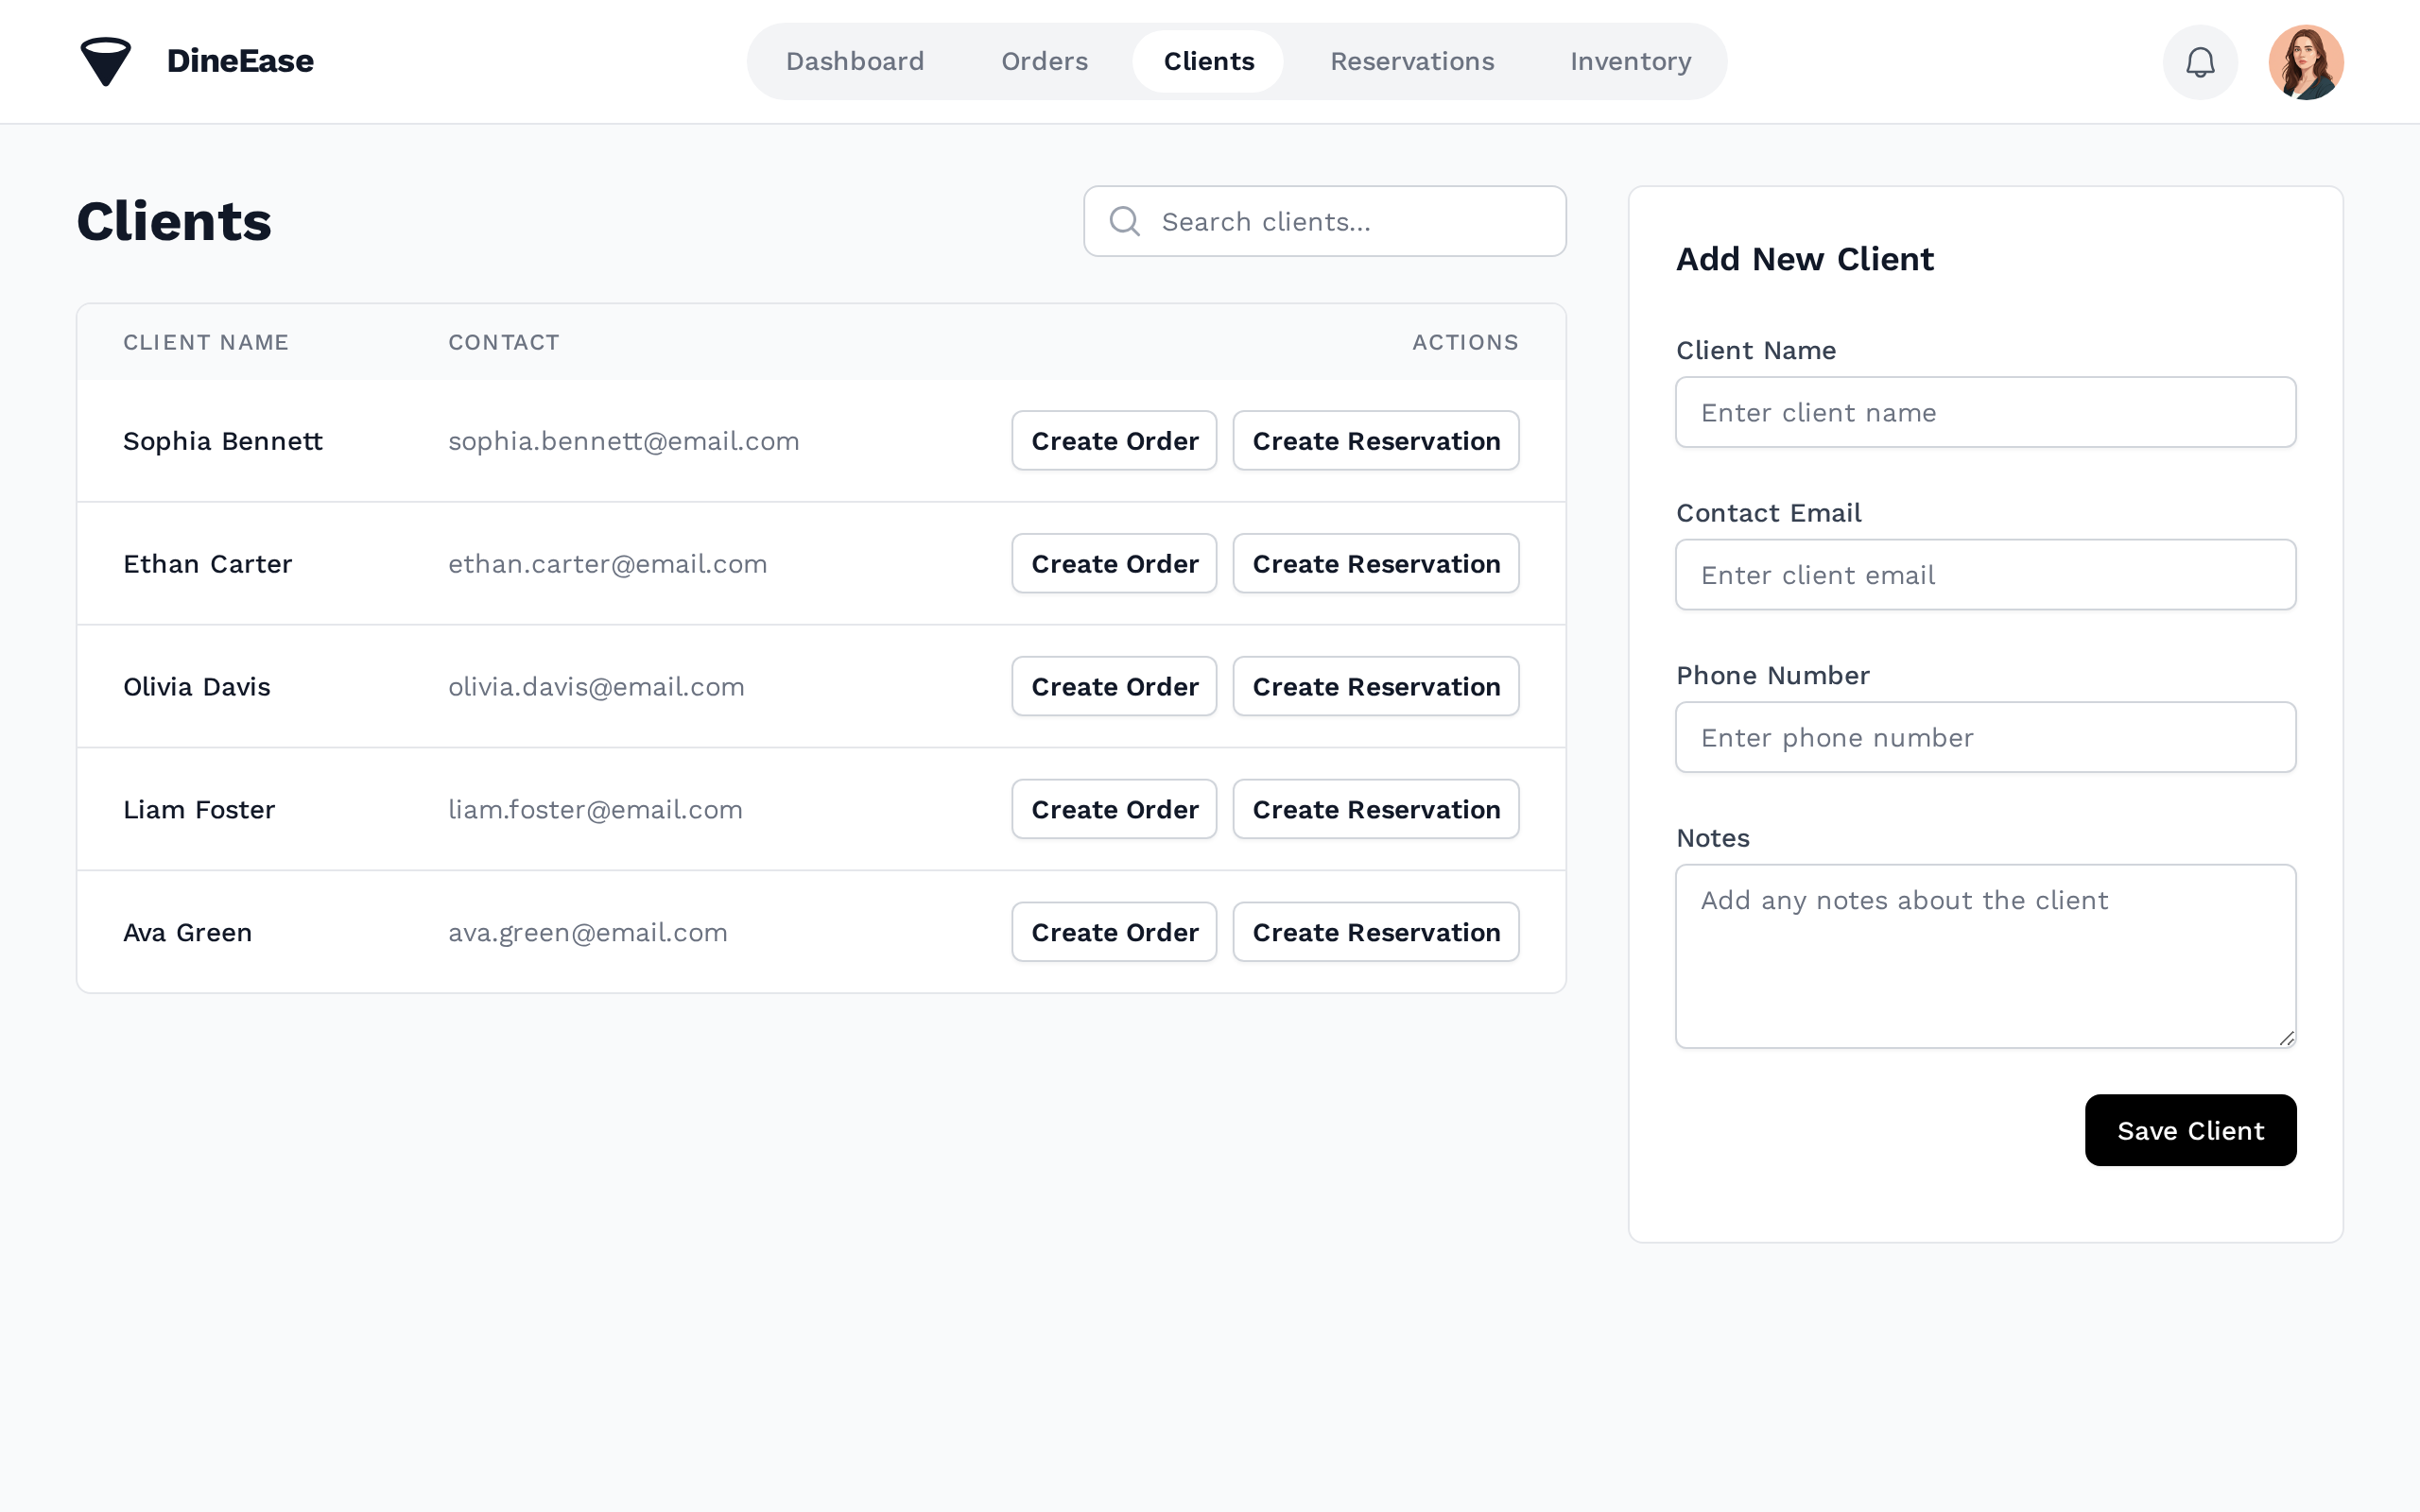 DineEase
Dashboard Orders Clients Reservations Inventory
Clients
Search clients...
CLIENT NAME CONTACT ACTIONS
Sophia Bennett sophia.bennett@email.com Create Order Create Reservation
Ethan Carter ethan.carter@email.com Create Order Create Reservation
Olivia Davis olivia.davis@email.com Create Order Create Reservation
Liam Foster liam.foster@email.com Create Order Create Reservation
Ava Green ava.green@email.com Create Order Create Reservation
Add New Client
Client Name
Enter client name
Contact Email
Enter client email
Phone Number
Enter phone number
Notes
Add any notes about the client
Save Client